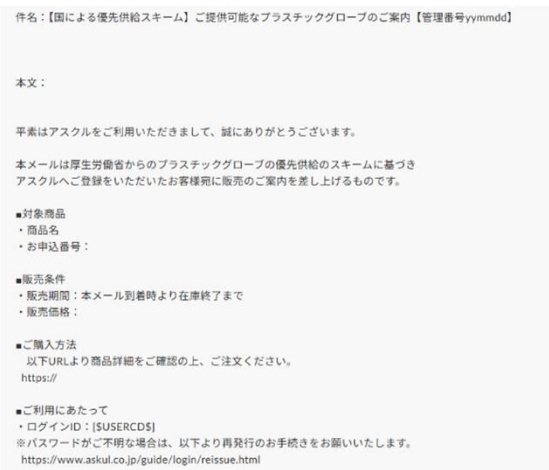 件名：【国による優先供給スキーム】ご提供可能なプラスチックグローブのご案内【管理番号yymmdd】
本文：
平素はアスクルをご利用いただきまして、誠にありがとうございます。
本メールは厚生労働省からのプラスチックグローブの優先供給のスキームに基づき
アスクルへご登録をいただいたお客様宛に販売のご案内を差し上げるものです。
■対象商品
・商品名
・お申込番号：
■販売条件
・販売期間：本メール到着時より在庫終了まで
・販売価格：
■ご購入方法
以下URLより商品詳細をご確認の上、ご注文ください。
https://
■ご利用にあたって
・ログインID：[$USERCD$]
※パスワードがご不明な場合は、以下より再発行のお手続きをお願いいたします。
https://www.askul.co.jp/guide/login/reissue.html